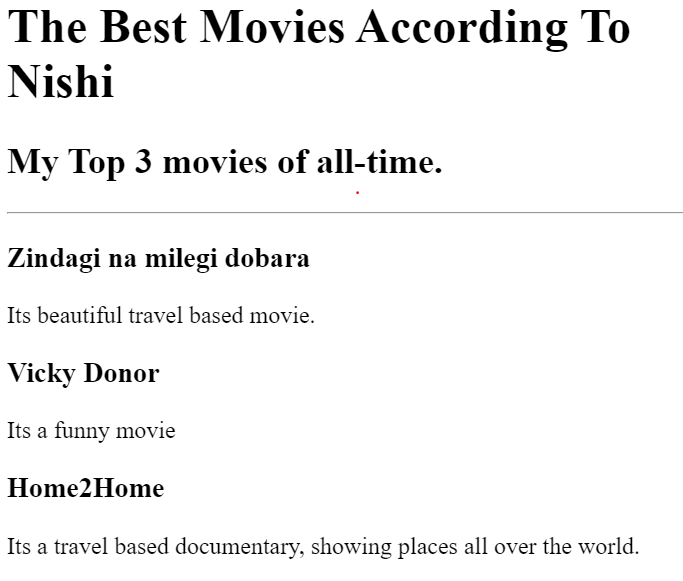 The Best Movies According To
Nishi
My Top 3 movies of all-time.
Zindagi na milegi dobara
Its beautiful travel based movie.
Vicky Donor
Its a funny movie
Home2Home
Its a travel based documentary, showing places all over the world.